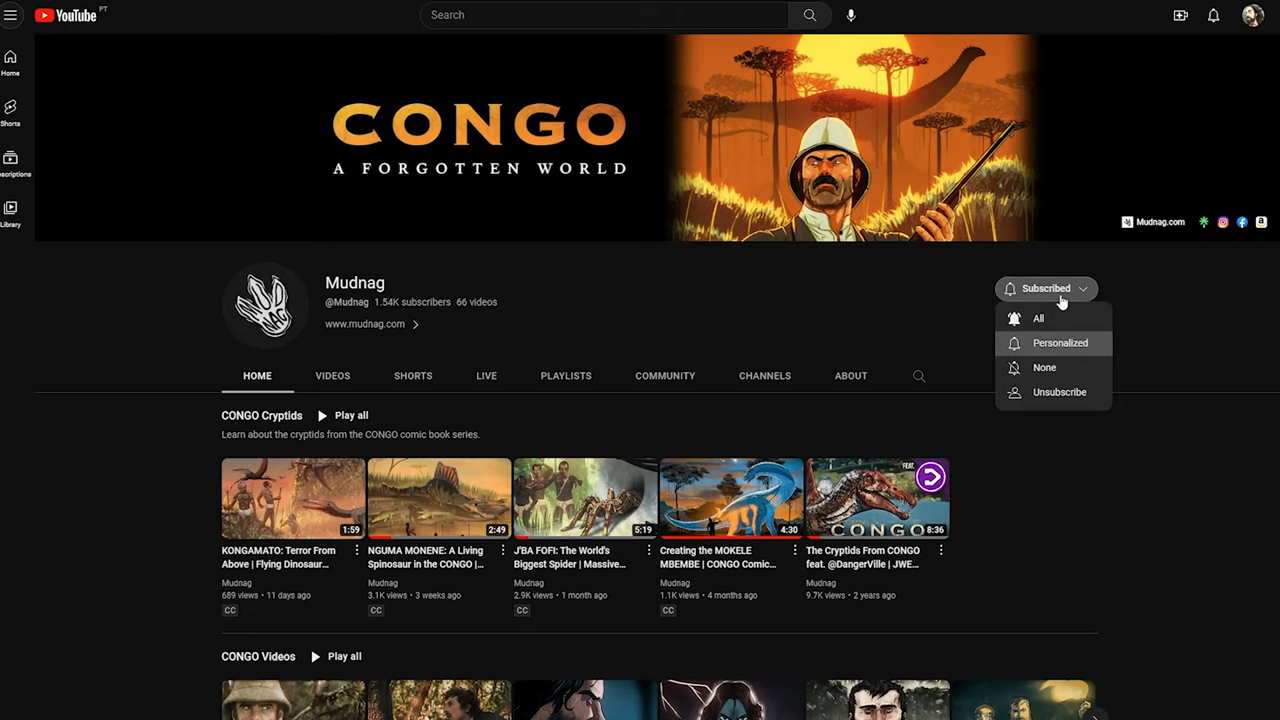 YouTube PT
Search
Home
Shorts
scriptions
Library
CONGO
A FORGOTTEN WORLD
Mudnag.com
MUDNAG
Mudnag
@Mudnag 1.54K subscribers 66 videos
www.mudnag.com
Subscribed
All
Personalized
None
Unsubscribe
HOME VIDEOS SHORTS LIVE PLAYLISTS COMMUNITY CHANNELS ABOUT
CONGO Cryptids Play all
Learn about the cryptids from the CONGO comic book series.
1:59
2:49
5:19
4:30
FEAT.
CONGO
8:36
KONGAMATO: Terror From
Above | Flying Dinosaur...
Mudnag
689 views • 11 days ago
CC
NGUMA MONENE: A Living
Spinosaur in the CONGO |...
Mudnag
3.1K views • 3 weeks ago
CC
J'BA FOFI: The World's
Biggest Spider | Massive...
Mudnag
2.9K views • 1 month ago
CC
Creating the MOKELE
MBEMBE | CONGO Comic...
Mudnag
1.1K views • 4 months ago
CC
The Cryptids From CONGO
feat. @DangerVille | JWE...
Mudnag
9.7K views • 2 years ago
CONGO Videos Play all